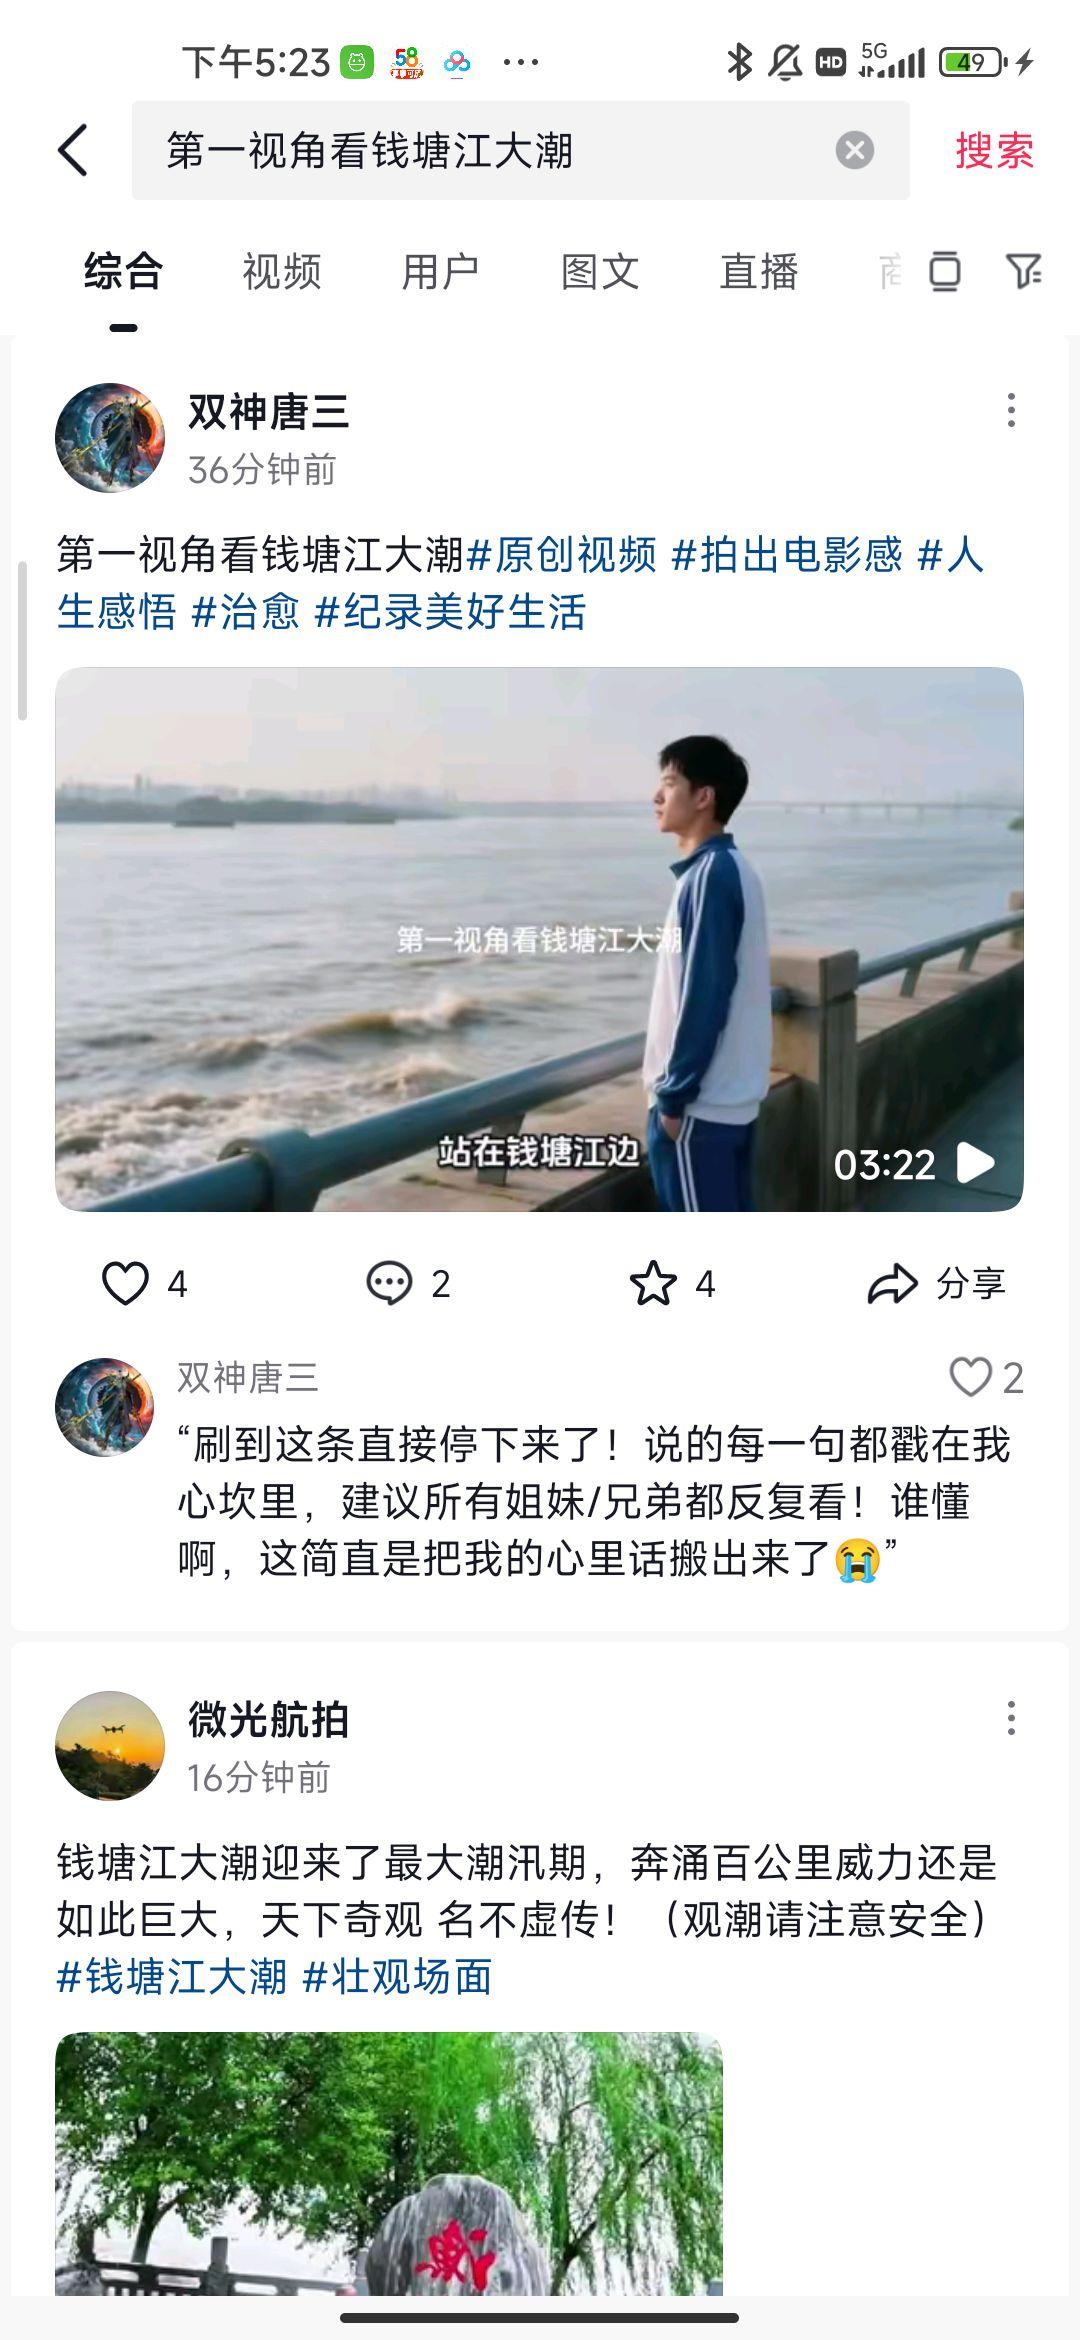 下午5:23 58 ... HD 5G 49
第一视角看钱塘江大潮 搜索
综合 视频 用户 图文 直播
双神唐三
36分钟前
第一视角看钱塘江大潮#原创视频 #拍出电影感 #人
生感悟 #治愈 #纪录美好生活
第一视角看钱塘江大潮
站在钱塘江边
03:22
4 2 4 分享
双神唐三 2
“刷到这条直接停下来了！说的每一句都戳在我
心坎里，建议所有姐妹/兄弟都反复看！谁懂
啊，这简直是把我的心里话搬出来了😭”
微光航拍
16分钟前
钱塘江大潮迎来了最大潮汛期，奔涌百公里威力还是
如此巨大，天下奇观 名不虚传！（观潮请注意安全）
#钱塘江大潮 #壮观场面